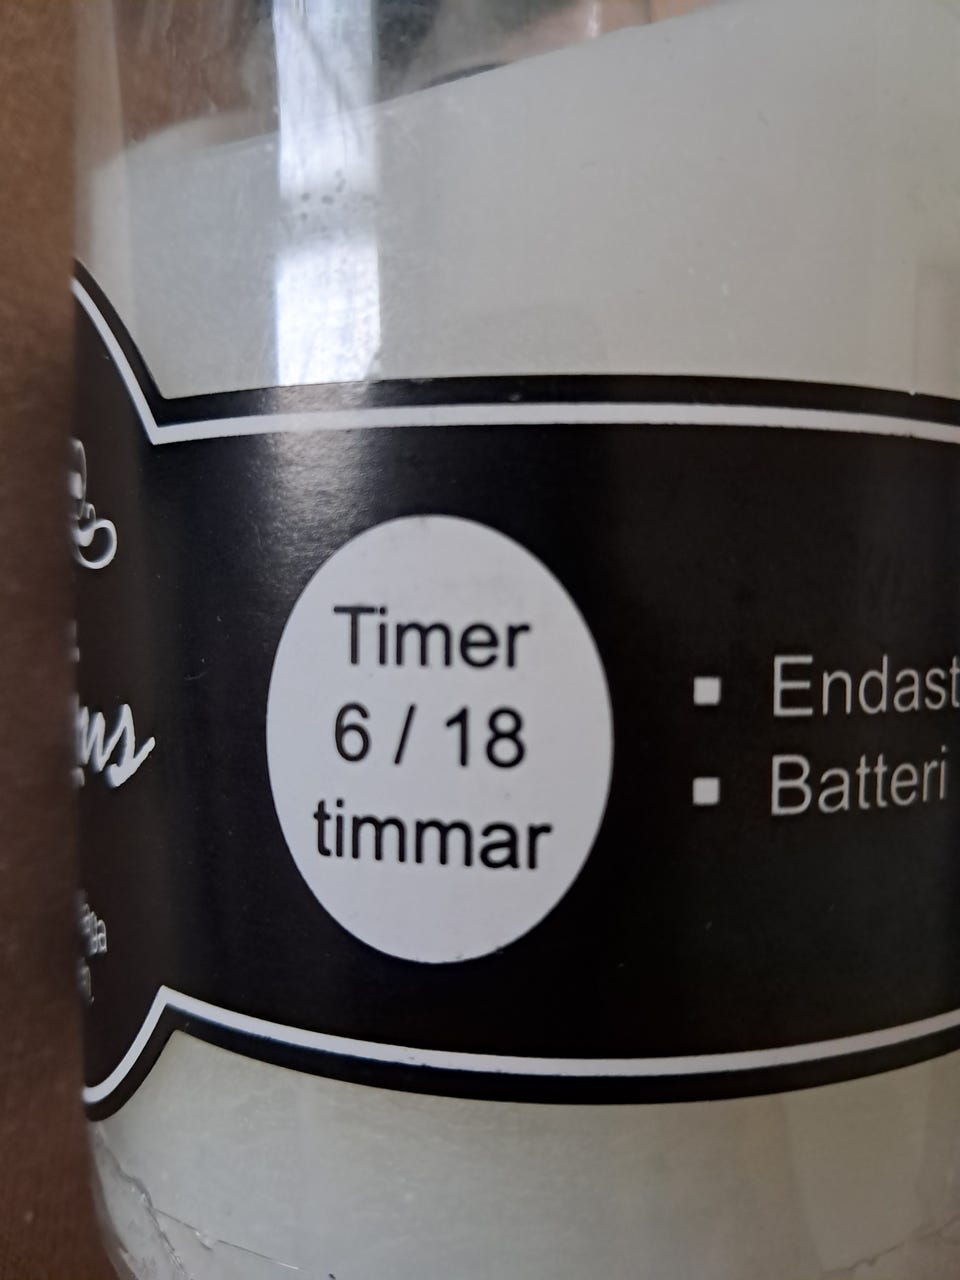 Timer
6 / 18
timmar
Endast
Batteri